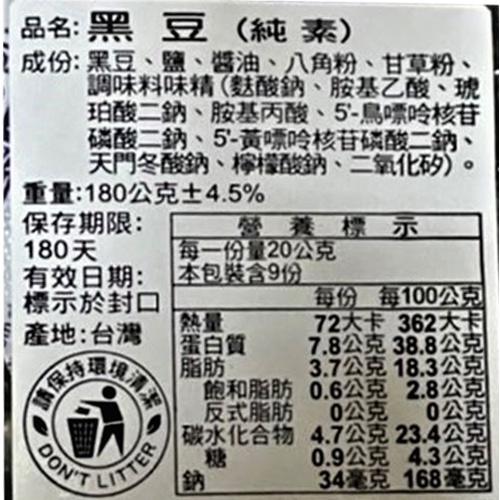 品名:黑 豆 (純 素)
成份:黑豆、鹽、醬油、八角粉、甘草粉、
調味料味精(麩酸鈉、胺基乙酸、琥
珀酸二鈉、胺基丙酸、5'-鳥嘌呤核苷
磷酸二鈉、5'-黃嘌呤核苷磷酸二鈉、
天門冬酸鈉、檸檬酸鈉、二氧化矽)。
重量:180公克±4.5%
保存期限:
180天
有效日期:
標示於封口
產地:台灣
請保持環境清潔
DON'T LITTER
營 養 標 示
每一份量20公克
本包裝含9份
每份 每100公克
熱量 72大卡 362大卡
蛋白質 7.8公克 38.8公克
脂肪 3.7公克 18.3公克
飽和脂肪 0.6公克 2.8公克
反式脂肪 0公克 0公克
碳水化合物 4.7公克 23.4公克
糖 0.9公克 4.3公克
鈉 34毫克 168毫克